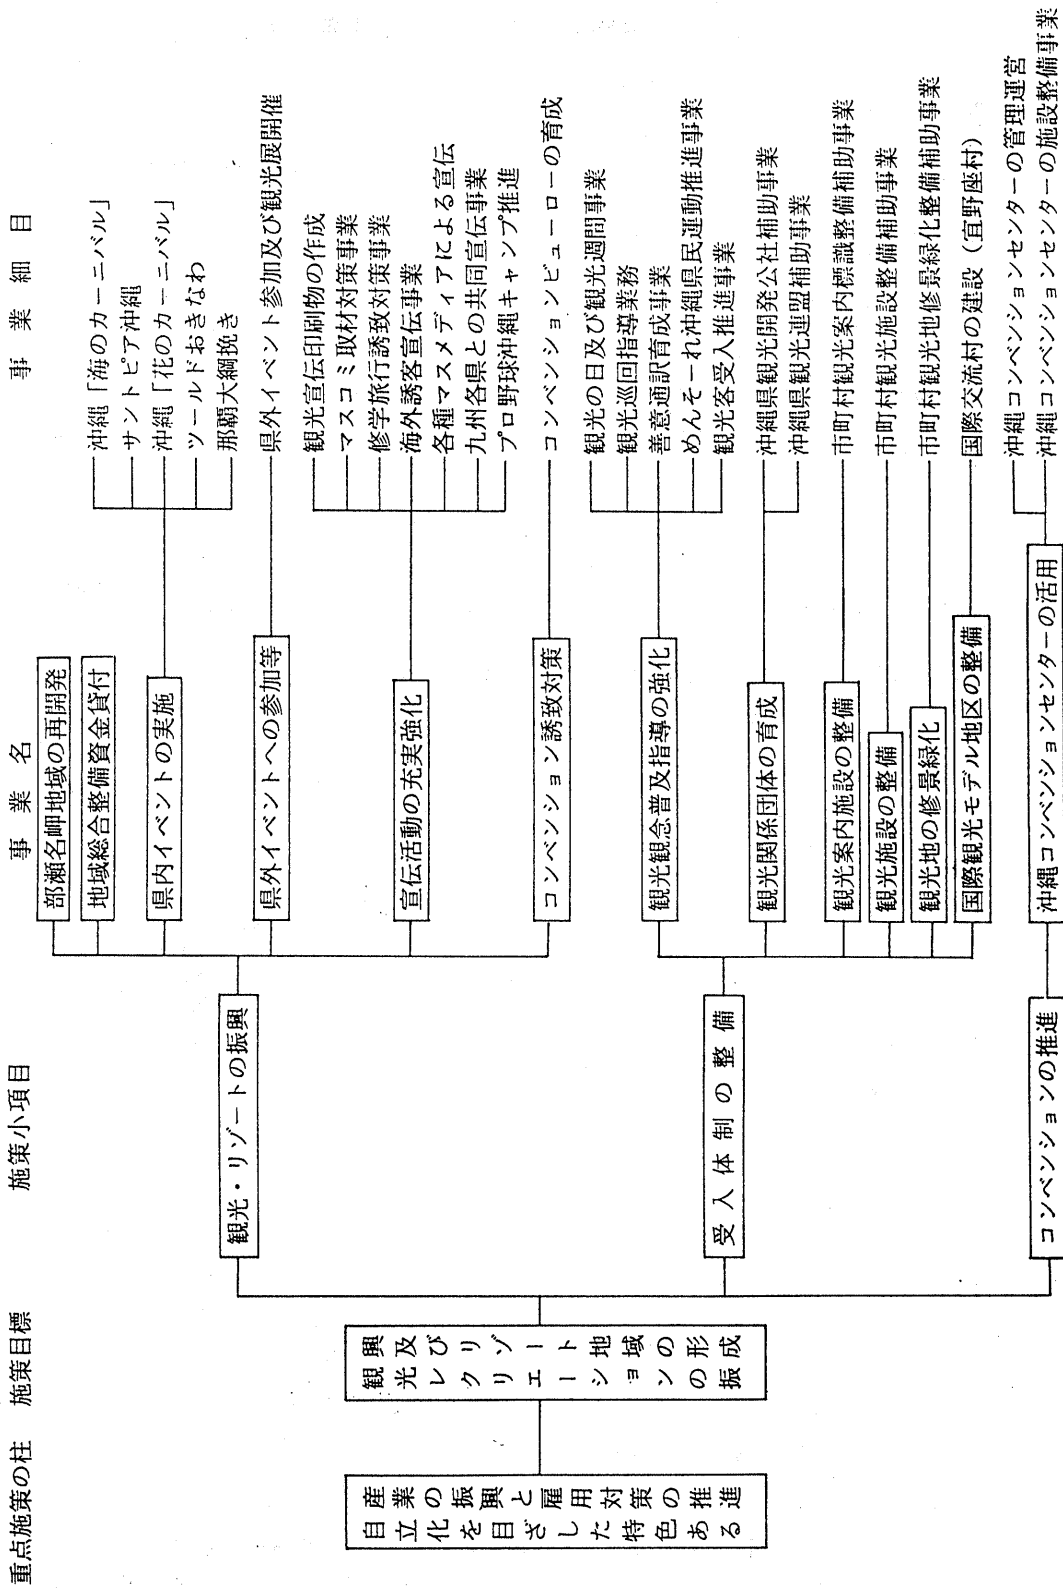 重点施策の柱 施策目標 施策小項目 事業名 事業細目
自立化を目ざした特色ある
産業の振興と雇用対策の推進
観光レクリエーションの振
興及びリゾート地域の形成
観光・リゾートの振興
部瀬名岬地域の再開発
地域総合整備資金貸付
県内イベントの実施
沖縄「海のカーニバル」
サントピア沖縄
沖縄「花のカーニバル」
ツールドおきなわ
那覇大綱挽き
県外イベントへの参加等
県外イベント参加及び観光展開催
宣伝活動の充実強化
観光宣伝印刷物の作成
マスコミ取材対策事業
修学旅行誘致対策事業
海外誘客宣伝事業
各種マスメディアによる宣伝
九州各県との共同宣伝事業
プロ野球沖縄キャンプ推進
コンベンション誘致対策
コンベンションビューローの育成
受入体制の整備
観光観念普及指導の強化
観光の日及び観光週間事業
観光巡回指導業務
善意通訳育成事業
めんそーれ沖縄県民運動推進事業
観光客受入推進事業
観光関係団体の育成
沖縄県観光開発公社補助事業
沖縄県観光連盟補助事業
観光案内施設の整備
市町村観光案内標識整備補助事業
観光施設の整備
市町村観光施設整備補助事業
観光地の修景緑化
市町村観光地修景緑化整備補助事業
国際観光モデル地区の整備
国際交流村の建設（宜野座村）
コンベンションの推進
沖縄コンベンションセンターの活用
沖縄コンベンションセンターの管理運営
沖縄コンベンションセンターの施設整備事業